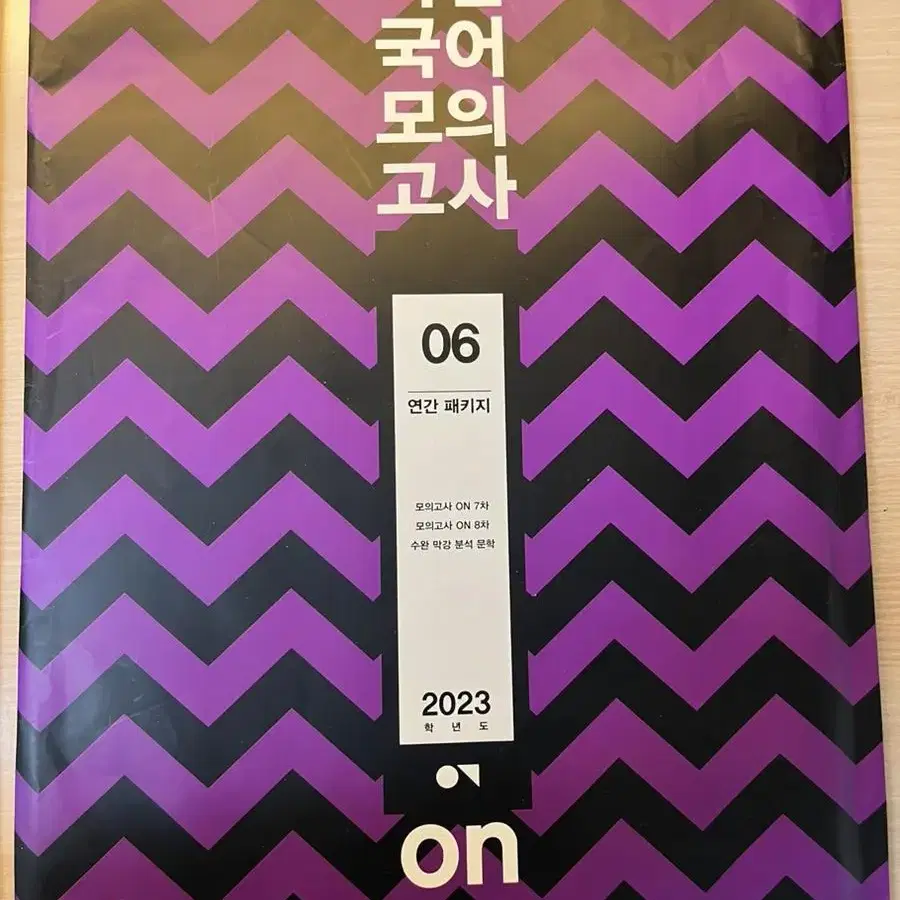 국어
모의
고사
06
연간 패키지
모의고사 ON 7차
모의고사 ON 8차
수완 막강 분석 문학
2023
학 년 도
on